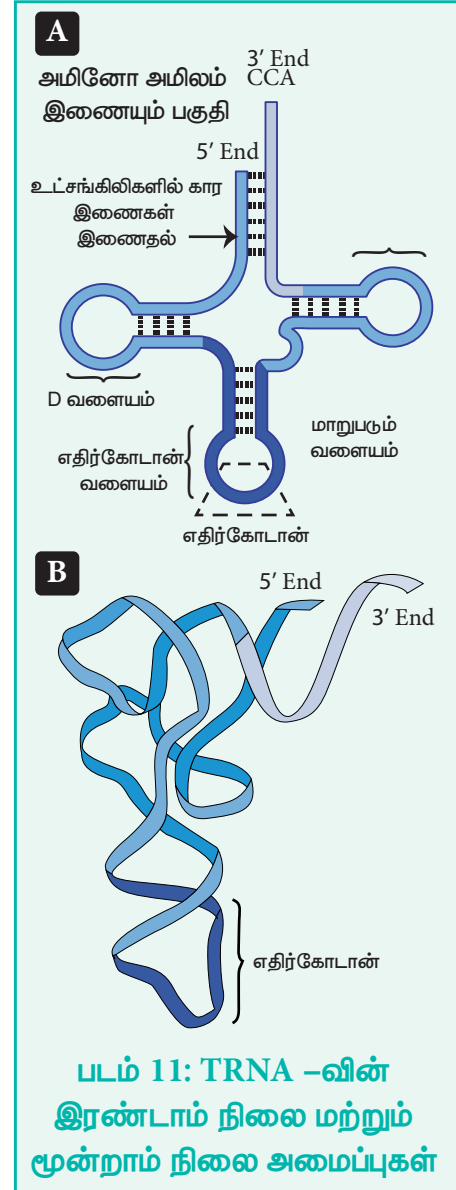 A
அமினோ அமிலம்
இணையும் பகுதி
3′ End
CCA
5′ End
உட்சங்கிலிகளில் கார
இணைகள்
இணைதல்
D வளையம்
எதிர்கோடான்
வளையம்
மாறுபடும்
வளையம்
எதிர்கோடான்
B
5′ End
3′ End
எதிர்கோடான்
படம் 11: TRNA –வின்
இரண்டாம் நிலை மற்றும்
மூன்றாம் நிலை அமைப்புகள்